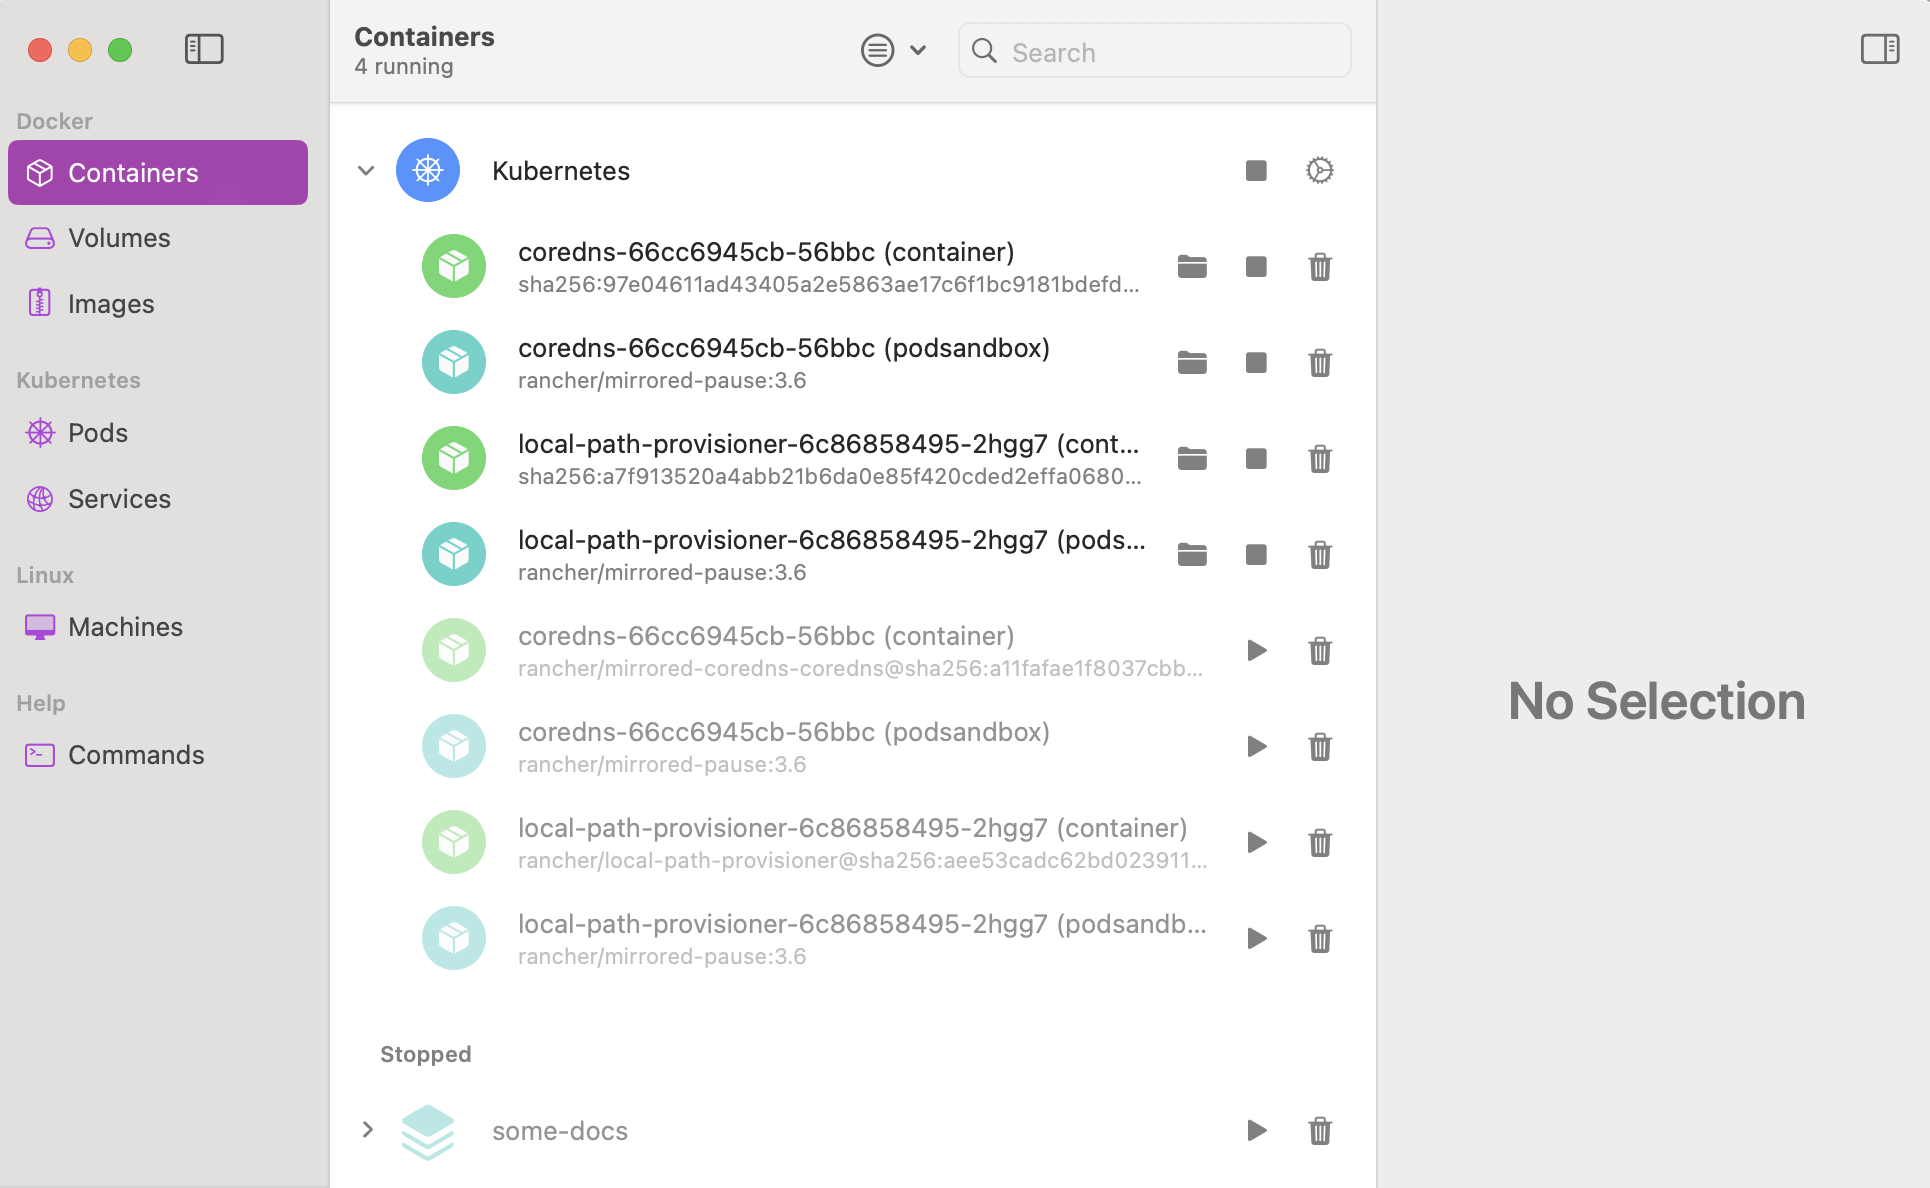 Containers
4 running
Search
Docker
Containers
Volumes
Images
Kubernetes
Pods
Services
Linux
Machines
Help
Commands
Kubernetes
coredns-66cc6945cb-56bbc (container)
sha256:97e04611ad43405a2e5863ae17c6f1bc9181bdefd...
coredns-66cc6945cb-56bbc (podsandbox)
rancher/mirrored-pause:3.6
local-path-provisioner-6c86858495-2hgg7 (cont...
sha256:a7f913520a4abb21b6da0e85f420cded2effa0680...
local-path-provisioner-6c86858495-2hgg7 (pods...
rancher/mirrored-pause:3.6
coredns-66cc6945cb-56bbc (container)
rancher/mirrored-coredns-coredns@sha256:a11fafae1f8037cbb...
coredns-66cc6945cb-56bbc (podsandbox)
rancher/mirrored-pause:3.6
local-path-provisioner-6c86858495-2hgg7 (container)
rancher/local-path-provisioner@sha256:aee53cadc62bd023911...
local-path-provisioner-6c86858495-2hgg7 (podsandb...
rancher/mirrored-pause:3.6
Stopped
some-docs
No Selection